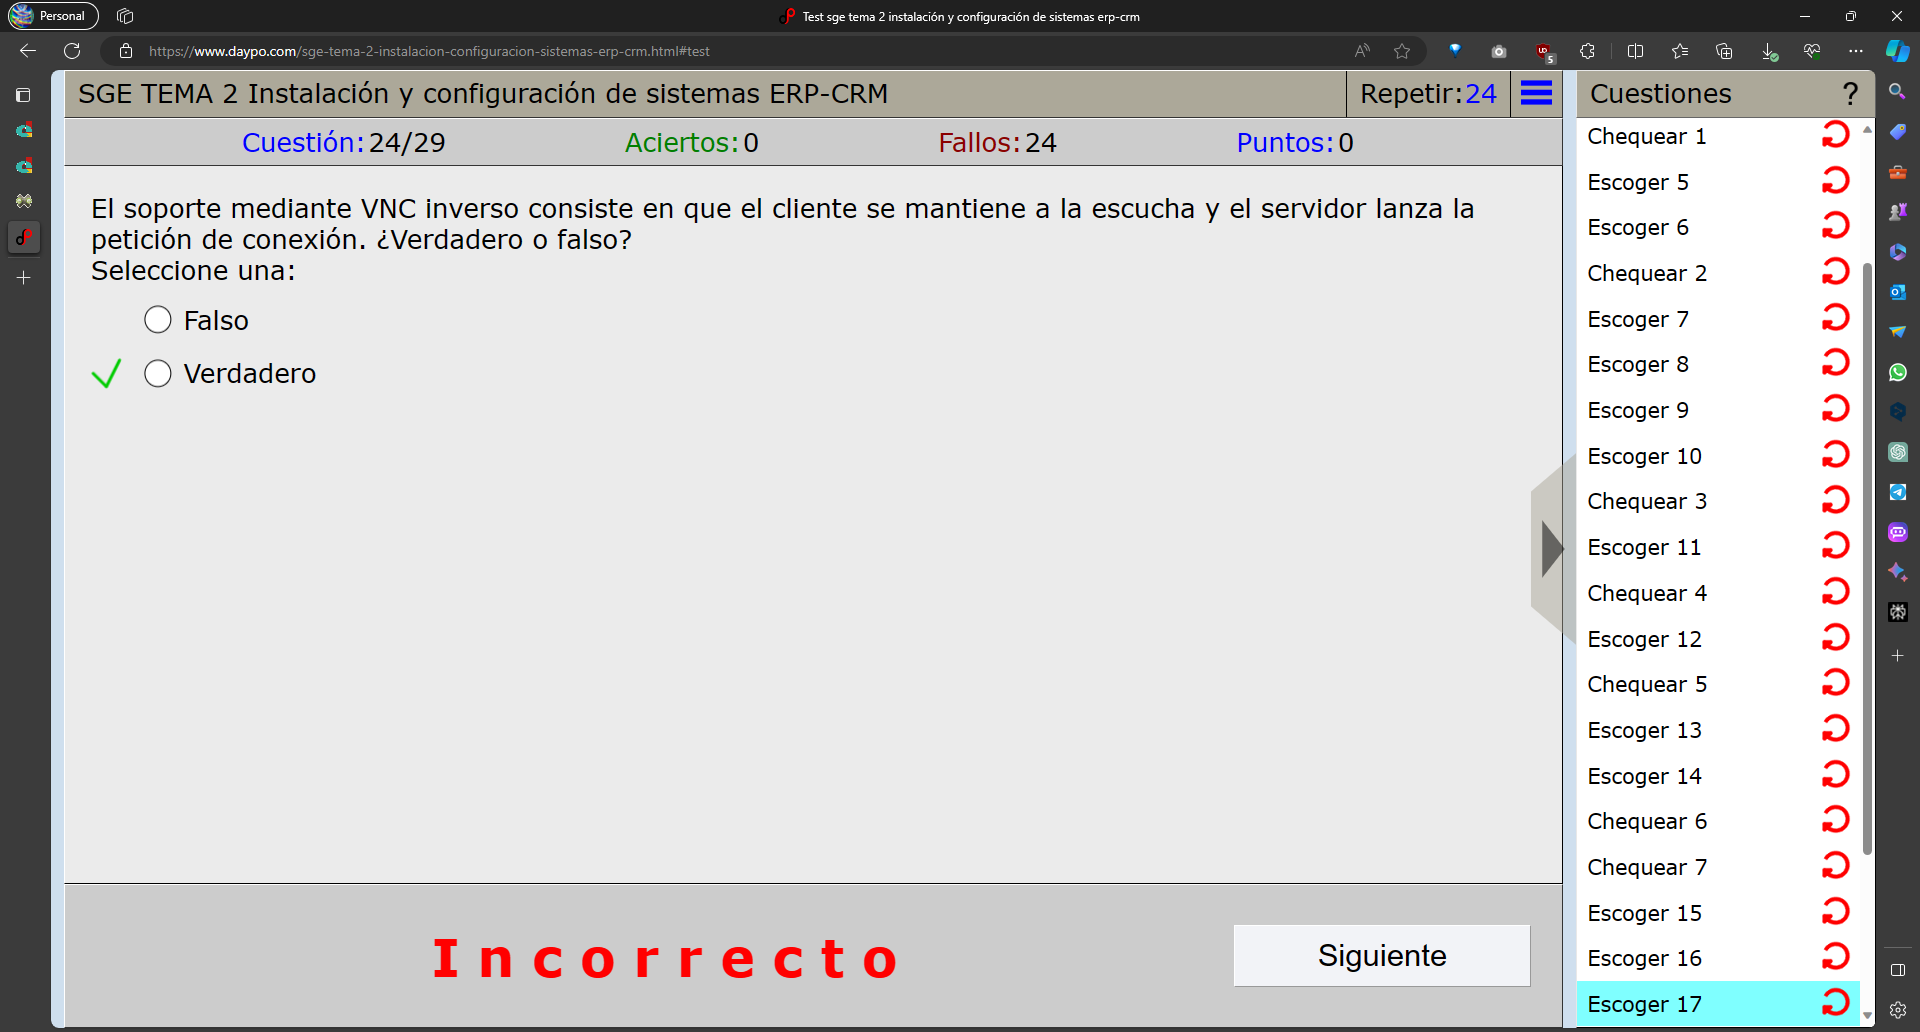 Personal
Test sge tema 2 instalación y configuración de sistemas erp-crm
https://www.daypo.com/sge-tema-2-instalacion-configuracion-sistemas-erp-crm.html#test
5
SGE TEMA 2 Instalación y configuración de sistemas ERP-CRM
Repetir:24
Cuestión:24/29
Aciertos:0
Fallos:24
Puntos:0
El soporte mediante VNC inverso consiste en que el cliente se mantiene a la escucha y el servidor lanza la
petición de conexión. ¿Verdadero o falso?
Seleccione una:
Falso
Verdadero
Incorrecto
Siguiente
Cuestiones
?
Chequear 1
Escoger 5
Escoger 6
Chequear 2
Escoger 7
Escoger 8
Escoger 9
Escoger 10
Chequear 3
Escoger 11
Chequear 4
Escoger 12
Chequear 5
Escoger 13
Escoger 14
Chequear 6
Chequear 7
Escoger 15
Escoger 16
Escoger 17